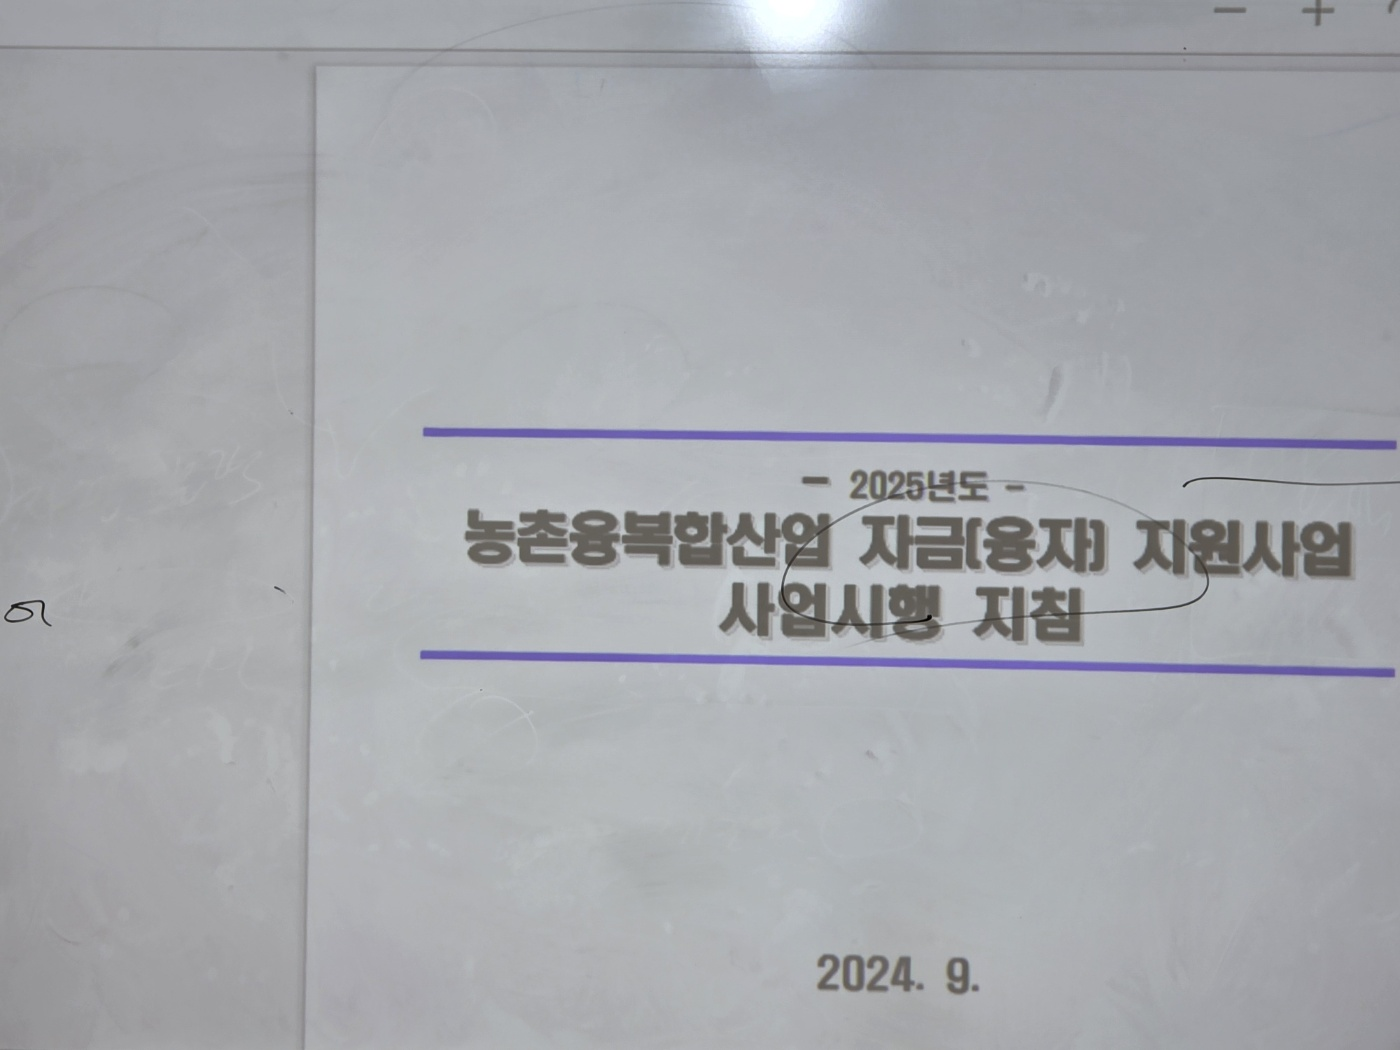 - 2025년도 -
농촌융복합산업 자금(융자) 지원사업
사업시행 지침
2024. 9.